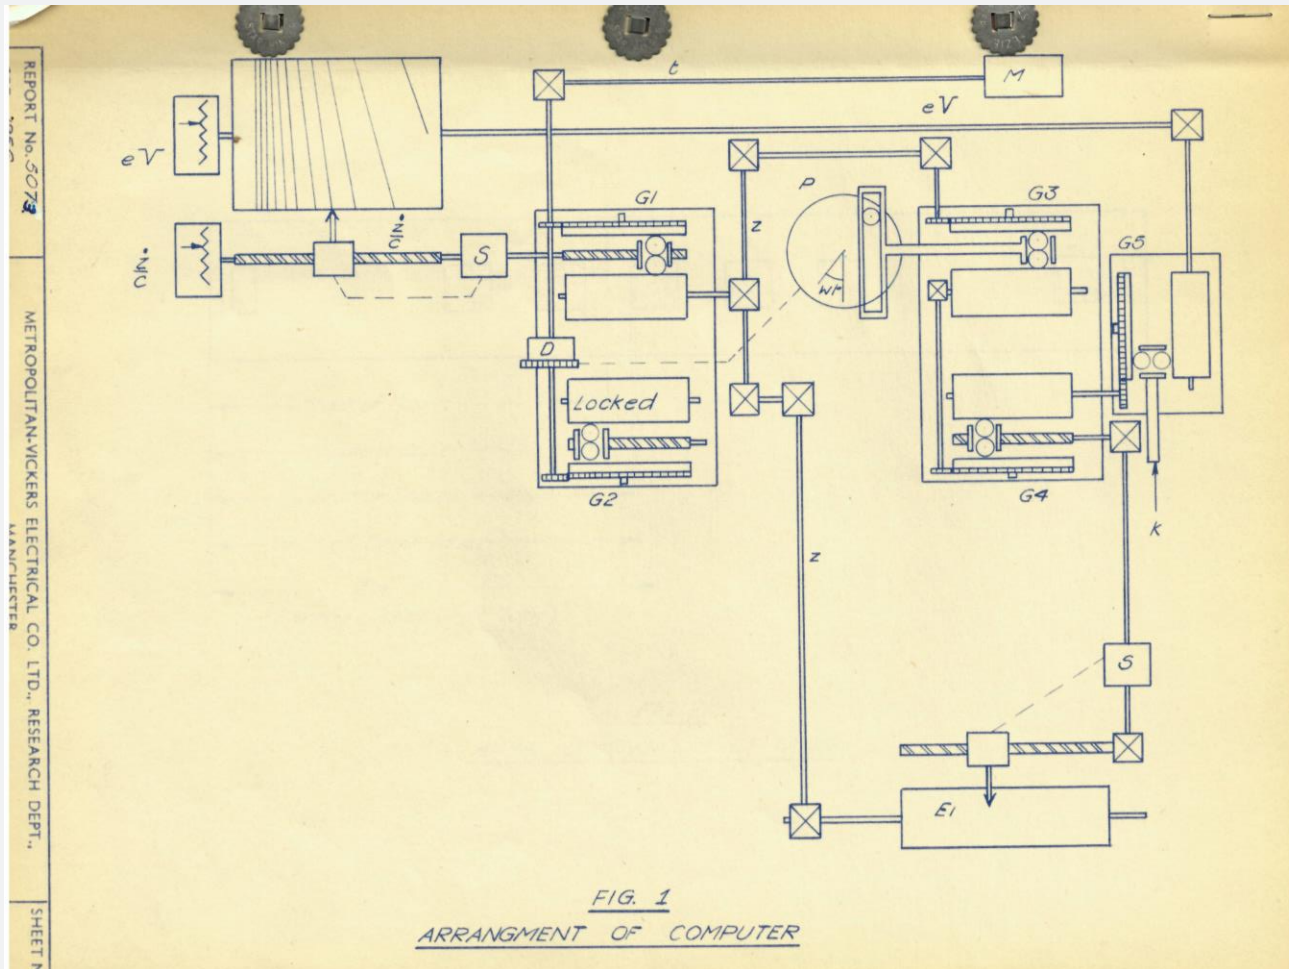 REPORT No. 5073
METROPOLITAN-VICKERS ELECTRICAL CO. LTD., RESEARCH DEPT.,
MANCHESTER
SHEET
t
M
eV
eV
P
G1
G3
Ż/C
z
G5
Ż/C
S
wt
D
Locked
G2
G4
K
z
S
E1
FIG. 1
ARRANGMENT OF COMPUTER